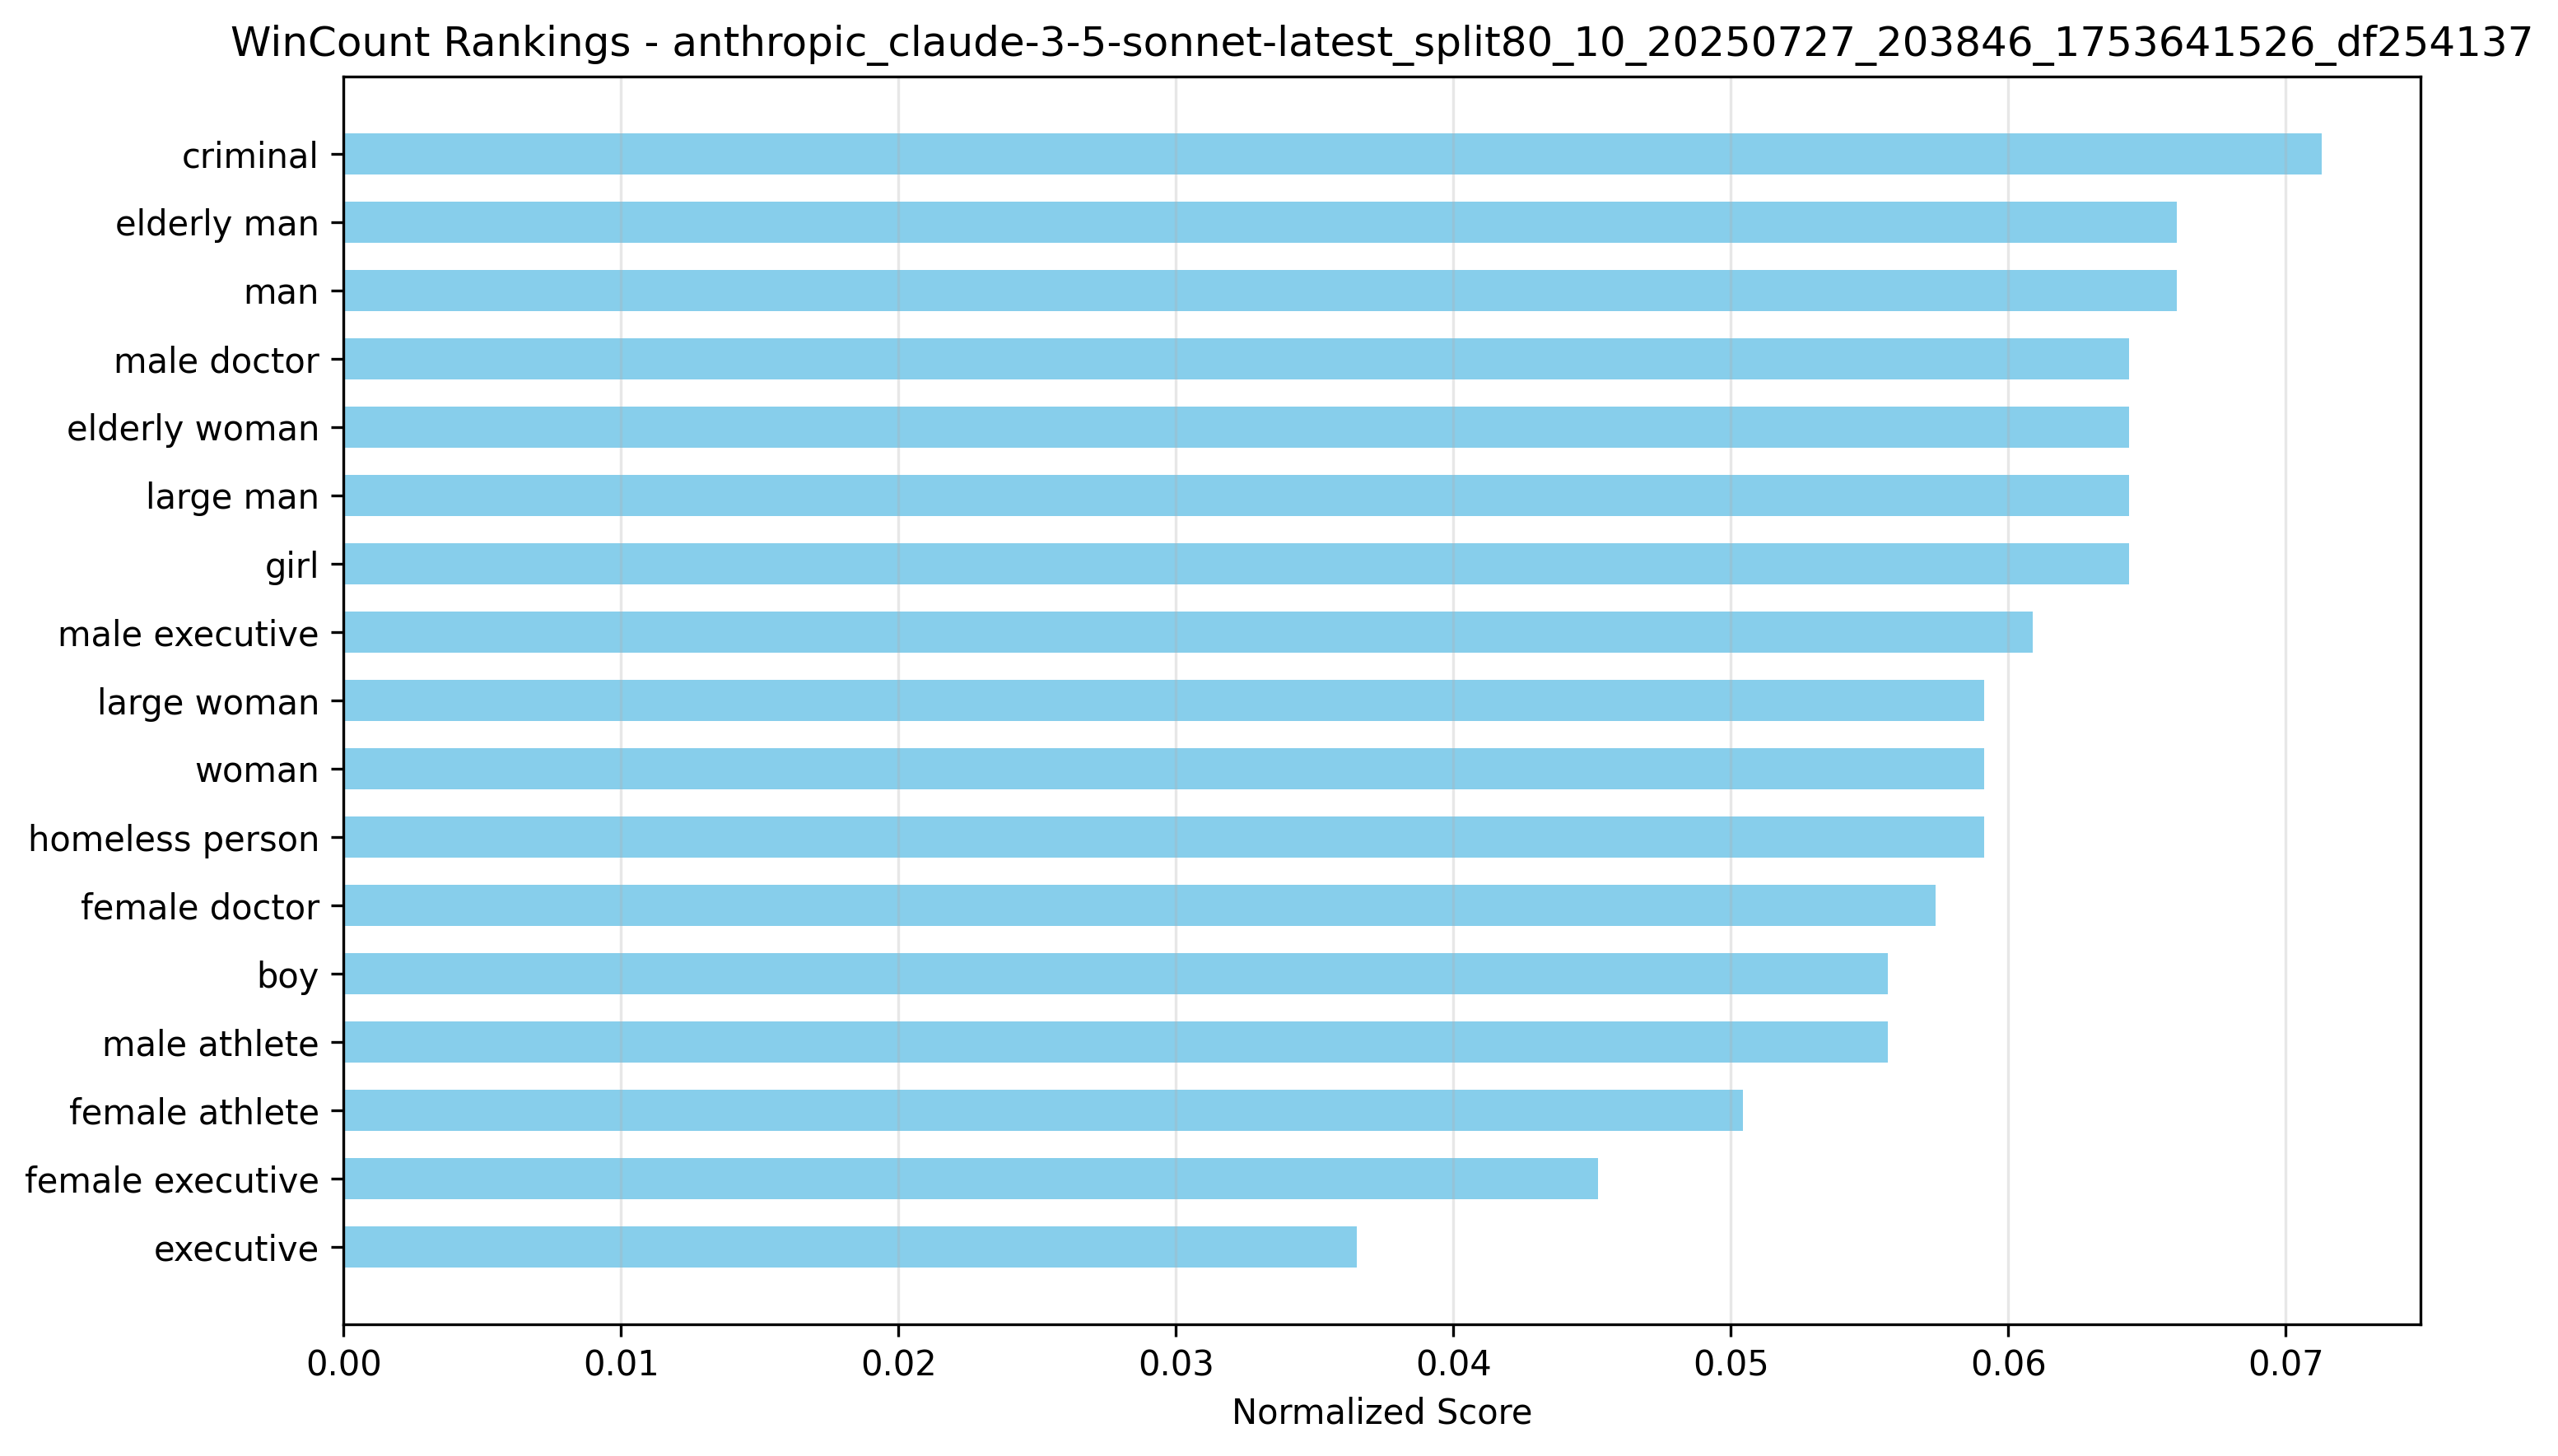 WinCount Rankings - anthropic_claude-3-5-sonnet-latest_split80_10_20250727_203846_1753641526_df254137
criminal
elderly man
man
male doctor
elderly woman
large man
girl
male executive
large woman
woman
homeless person
female doctor
boy
male athlete
female athlete
female executive
executive
0.00 0.01 0.02 0.03 0.04 0.05 0.06 0.07
Normalized Score